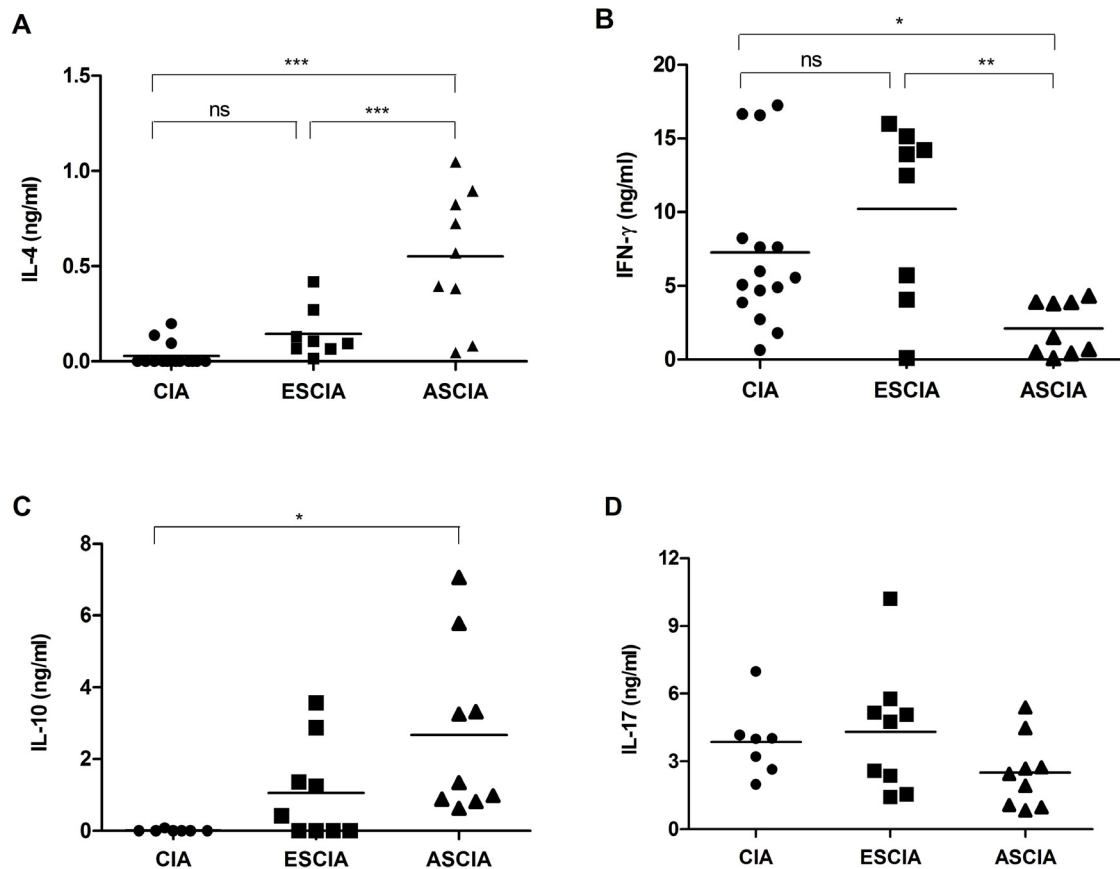 A
***
ns
***
1.5
1.0
0.5
0.0
IL-4 (ng/ml)
CIA
ESCIA
ASCIA
B
*
ns
**
20
15
10
5
0
IFN-γ (ng/ml)
CIA
ESCIA
ASCIA
C
*
8
6
4
2
0
IL-10 (ng/ml)
CIA
ESCIA
ASCIA
D
12
9
6
3
0
IL-17 (ng/ml)
CIA
ESCIA
ASCIA